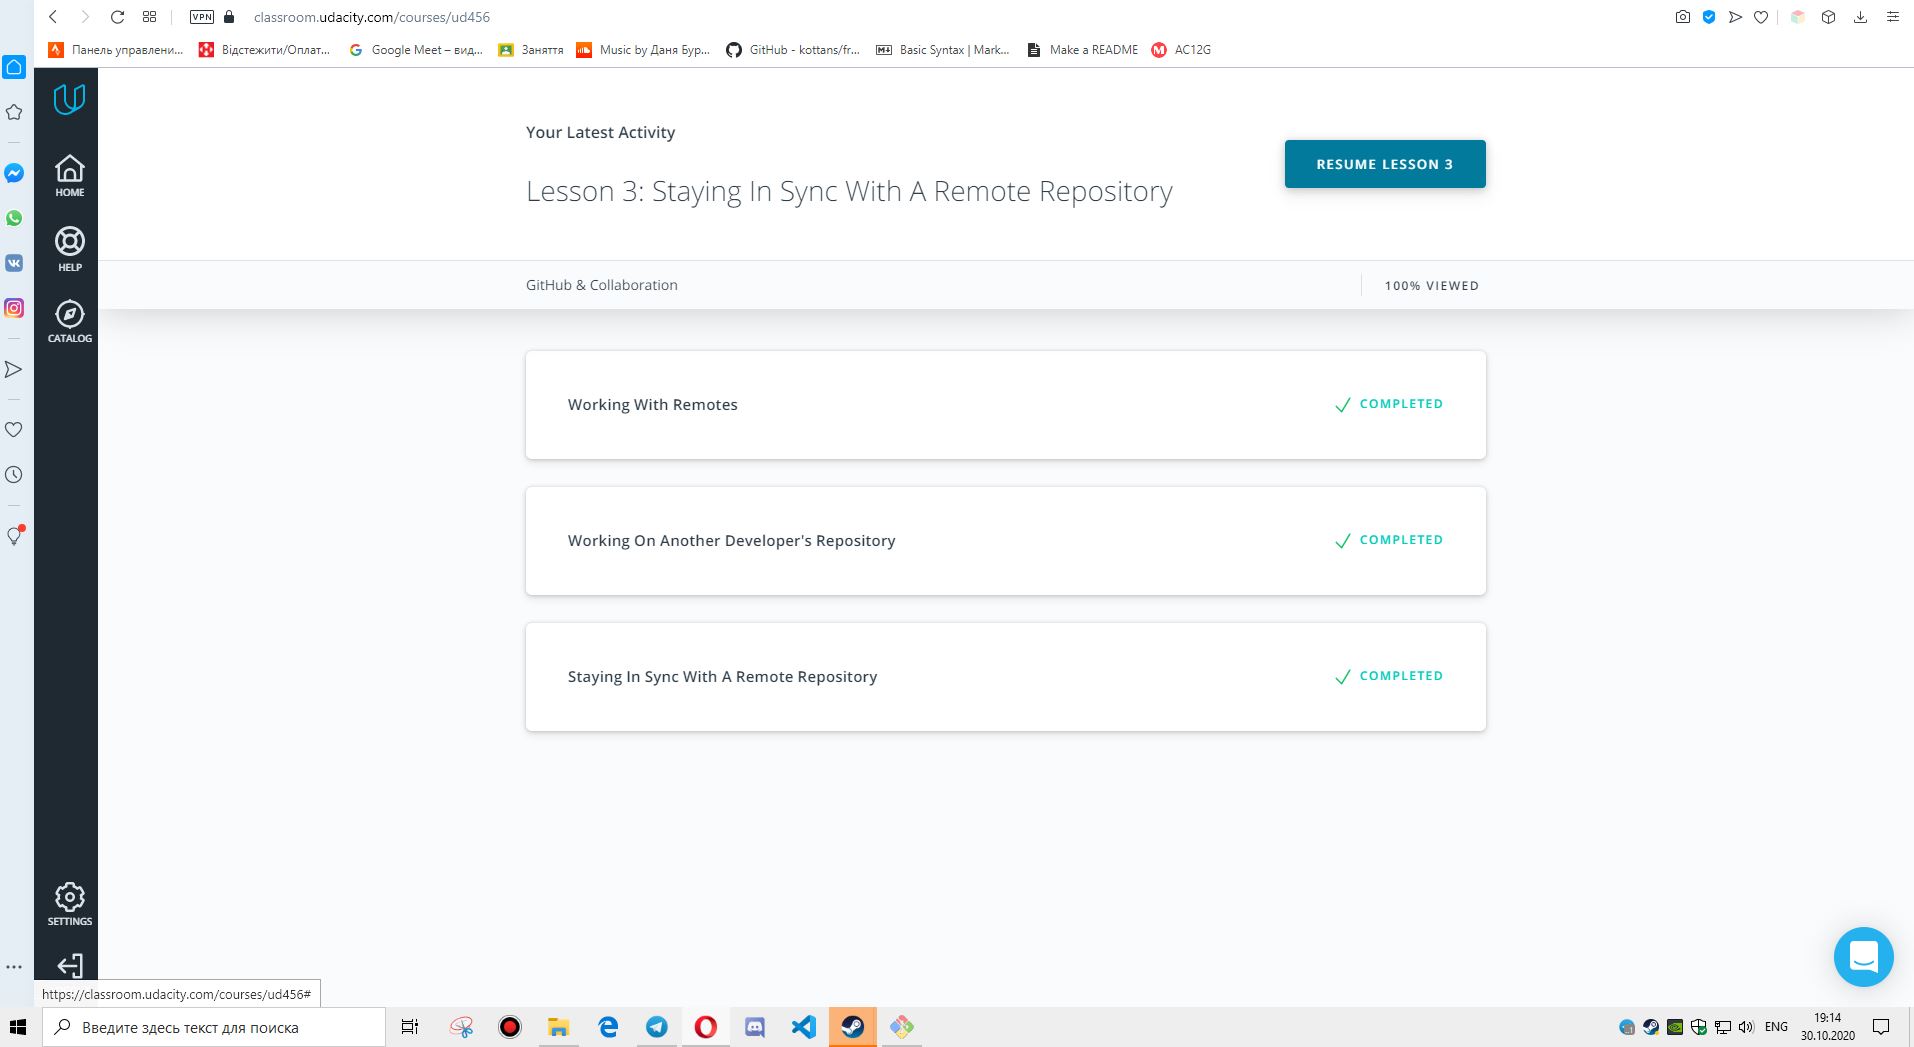 VPN
classroom.udacity.com/courses/ud456
Панель управлени...
Відстежити/Оплат...
Google Meet – вид...
Заняття
Music by Даня Бур...
GitHub - kottans/fr...
Basic Syntax | Mark...
Make a README
AC12G
HOME
HELP
CATALOG
SETTINGS
Your Latest Activity
Lesson 3: Staying In Sync With A Remote Repository
RESUME LESSON 3
GitHub & Collaboration
100% VIEWED
Working With Remotes
COMPLETED
Working On Another Developer's Repository
COMPLETED
Staying In Sync With A Remote Repository
COMPLETED
https://classroom.udacity.com/courses/ud456#
Введите здесь текст для поиска
ENG
19:14
30.10.2020